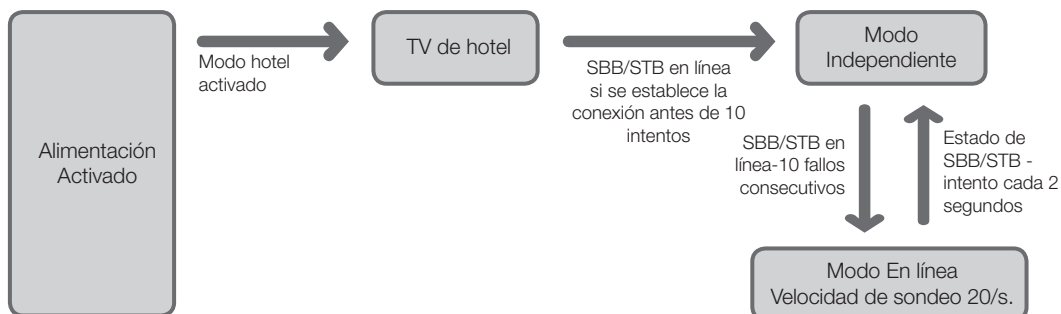 Alimentación
Activado
Modo hotel
activado
TV de hotel
SBB/STB en línea
si se establece la
conexión antes de 10
intentos
Modo
Independiente
SBB/STB en
línea-10 fallos
consecutivos
Estado de
SBB/STB -
intento cada 2
segundos
Modo En línea
Velocidad de sondeo 20/s.